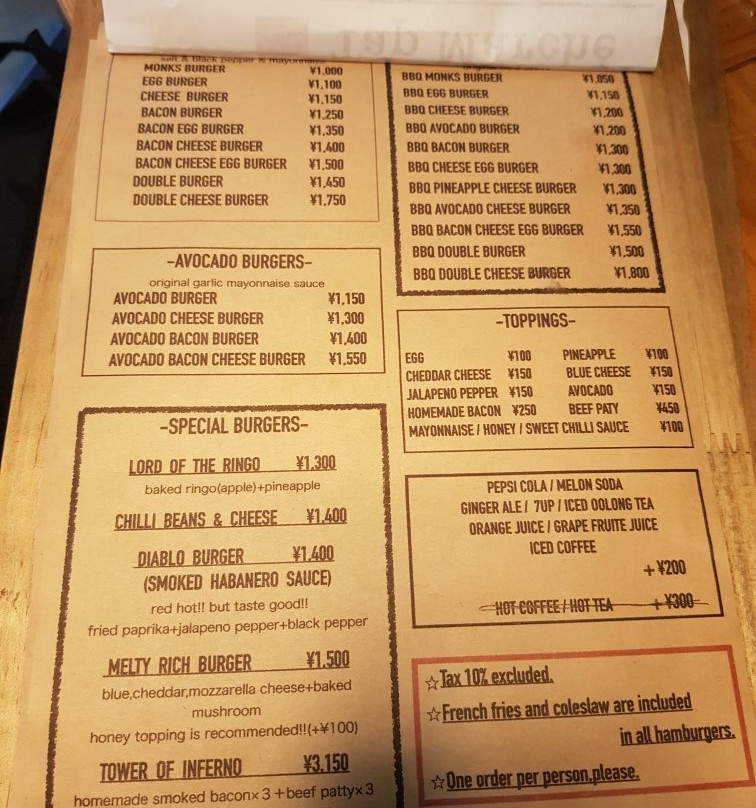 Tap Marché
salt & black pepper & mayonnaise
MONKS BURGER ¥1,000
EGG BURGER ¥1,100
CHEESE BURGER ¥1,150
BACON BURGER ¥1,250
BACON EGG BURGER ¥1,350
BACON CHEESE BURGER ¥1,400
BACON CHEESE EGG BURGER ¥1,500
DOUBLE BURGER ¥1,450
DOUBLE CHEESE BURGER ¥1,750
-AVOCADO BURGERS-
original garlic mayonnaise sauce
AVOCADO BURGER ¥1,150
AVOCADO CHEESE BURGER ¥1,300
AVOCADO BACON BURGER ¥1,400
AVOCADO BACON CHEESE BURGER ¥1,550
-SPECIAL BURGERS-
LORD OF THE RINGO ¥1,300
baked ringo(apple)+pineapple
CHILLI BEANS & CHEESE ¥1,400
DIABLO BURGER ¥1,400
(SMOKED HABANERO SAUCE)
red hot!! but taste good!!
fried paprika+jalapeno pepper+black pepper
MELTY RICH BURGER ¥1,500
blue,cheddar,mozzarella cheese+baked
mushroom
honey topping is recommended!!(+¥100)
TOWER OF INFERNO ¥3,150
homemade smoked bacon×3+beef patty×3
BBQ MONKS BURGER ¥1,050
BBQ EGG BURGER ¥1,150
BBQ CHEESE BURGER ¥1,200
BBQ AVOCADO BURGER ¥1,200
BBQ BACON BURGER ¥1,300
BBQ CHEESE EGG BURGER ¥1,300
BBQ PINEAPPLE CHEESE BURGER ¥1,300
BBQ AVOCADO CHEESE BURGER ¥1,350
BBQ BACON CHEESE EGG BURGER ¥1,550
BBQ DOUBLE BURGER ¥1,500
BBQ DOUBLE CHEESE BURGER ¥1,800
-TOPPINGS-
EGG ¥100 PINEAPPLE ¥100
CHEDDAR CHEESE ¥150 BLUE CHEESE ¥150
JALAPENO PEPPER ¥150 AVOCADO ¥150
HOMEMADE BACON ¥250 BEEF PATY ¥450
MAYONNAISE / HONEY / SWEET CHILLI SAUCE ¥100
PEPSI COLA / MELON SODA
GINGER ALE / 7UP / ICED OOLONG TEA
ORANGE JUICE / GRAPE FRUITE JUICE
ICED COFFEE
+¥200
HOT COFFEE / HOT TEA +¥300
☆Tax 10% excluded.
☆French fries and coleslaw are included
in all hamburgers.
☆One order per person,please.